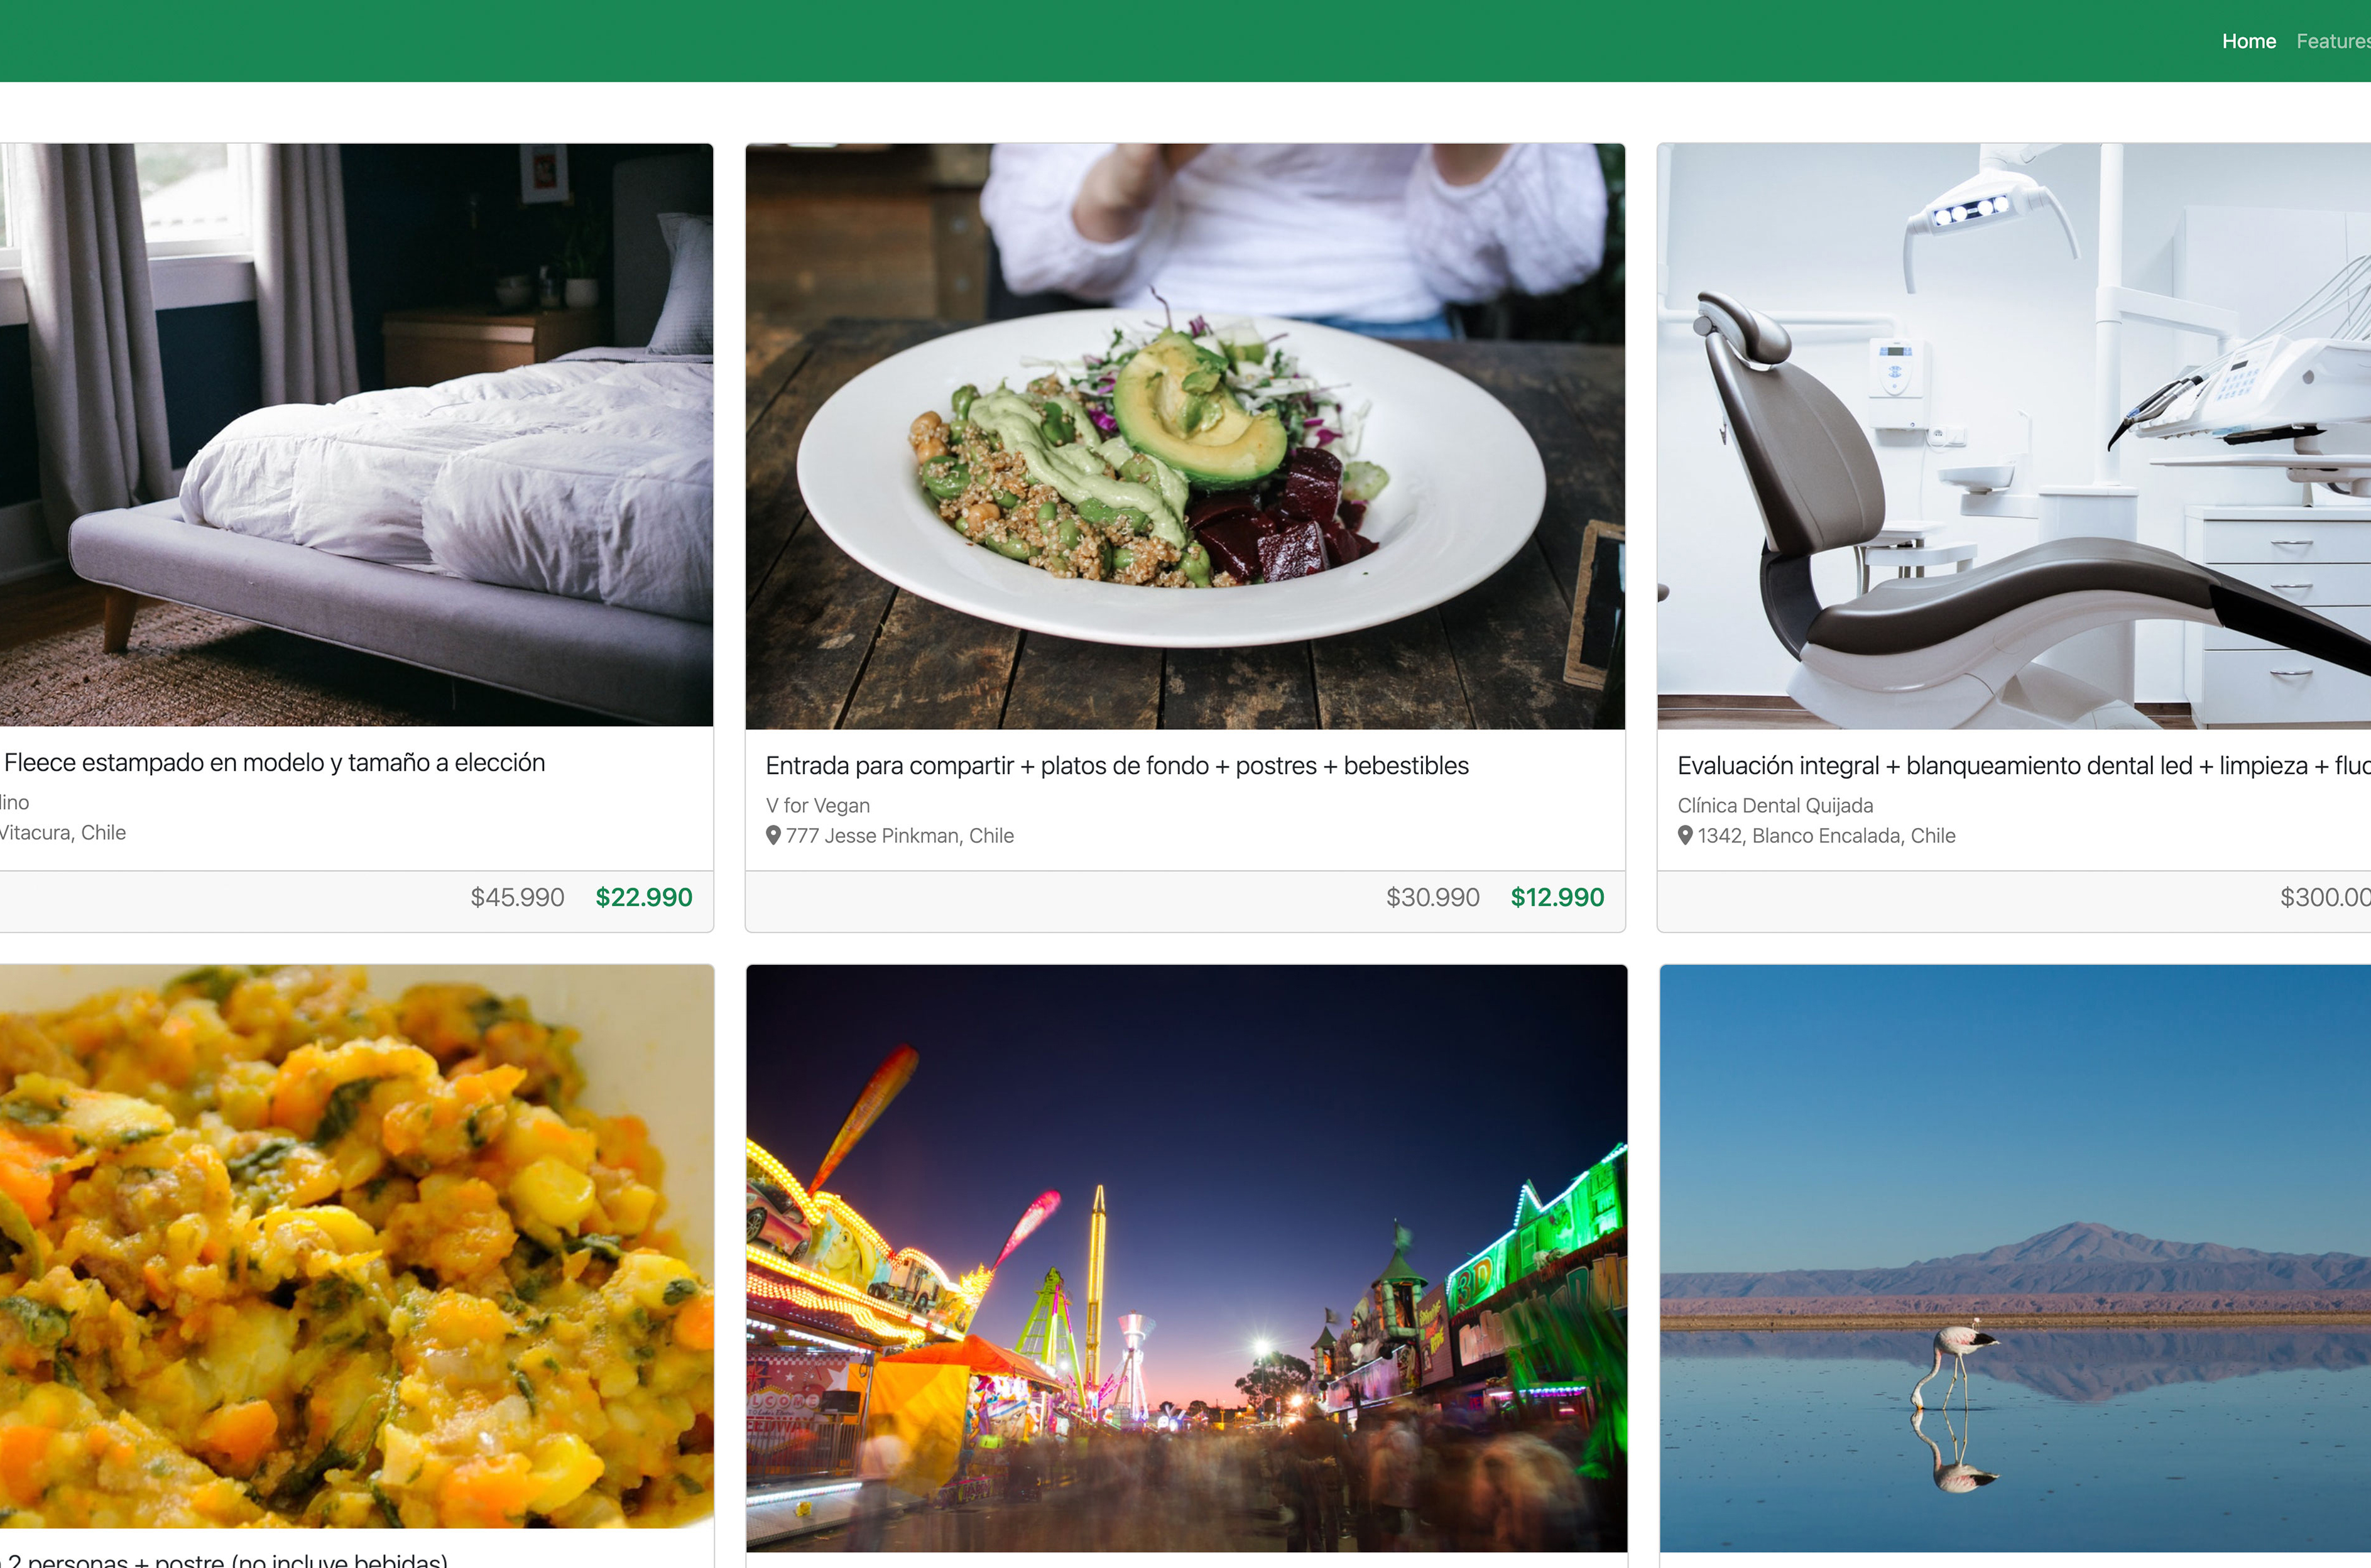 Home Features
Fleece estampado en modelo y tamaño a elección
Vitacura, Chile
$45.990 $22.990
Entrada para compartir + platos de fondo + postres + bebestibles
V for Vegan
777 Jesse Pinkman, Chile
$30.990 $12.990
Evaluación integral + blanqueamiento dental led + limpieza +
Clínica Dental Quijada
1342, Blanco Encalada, Chile
$300.00
3D
2 personas + postre (no incluye bebidas)